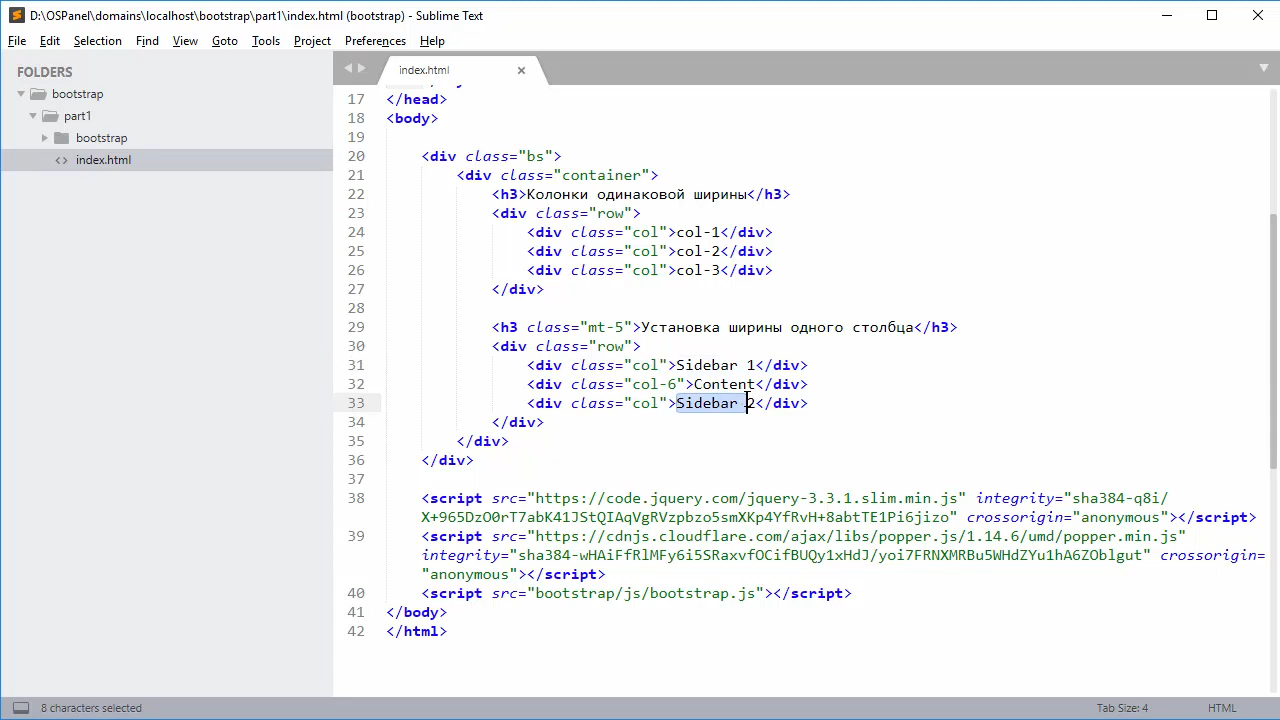 D:\OSPanel\domains\localhost\bootstrap\part1\index.html (bootstrap) - Sublime Text
File Edit Selection Find View Goto Tools Project Preferences Help
FOLDERS
bootstrap
part1
bootstrap
<> index.html
index.html ×
17 </head>
18 <body>
19
20 <div class="bs">
21 <div class="container">
22 <h3>Колонки одинаковой ширины</h3>
23 <div class="row">
24 <div class="col">col-1</div>
25 <div class="col">col-2</div>
26 <div class="col">col-3</div>
27 </div>
28
29 <h3 class="mt-5">Установка ширины одного столбца</h3>
30 <div class="row">
31 <div class="col">Sidebar 1</div>
32 <div class="col-6">Content</div>
33 <div class="col">Sidebar 2</div>
34 </div>
35 </div>
36 </div>
37
38 <script src="https://code.jquery.com/jquery-3.3.1.slim.min.js" integrity="sha384-q8i/
X+965DzO0rT7abK41JStQIAqVgRVzpbzo5smXKp4YfRvH+8abtTE1Pi6jizo" crossorigin="anonymous"></script>
39 <script src="https://cdnjs.cloudflare.com/ajax/libs/popper.js/1.14.6/umd/popper.min.js"
integrity="sha384-wHAiFfRlMFy6i5SRaxvfOCifBUQy1xHdJ/yoi7FRNXMRBu5WHdZYu1hA6ZOblgut" crossorigin=
"anonymous"></script>
40 <script src="bootstrap/js/bootstrap.js"></script>
41 </body>
42 </html>
8 characters selected Tab Size: 4 HTML